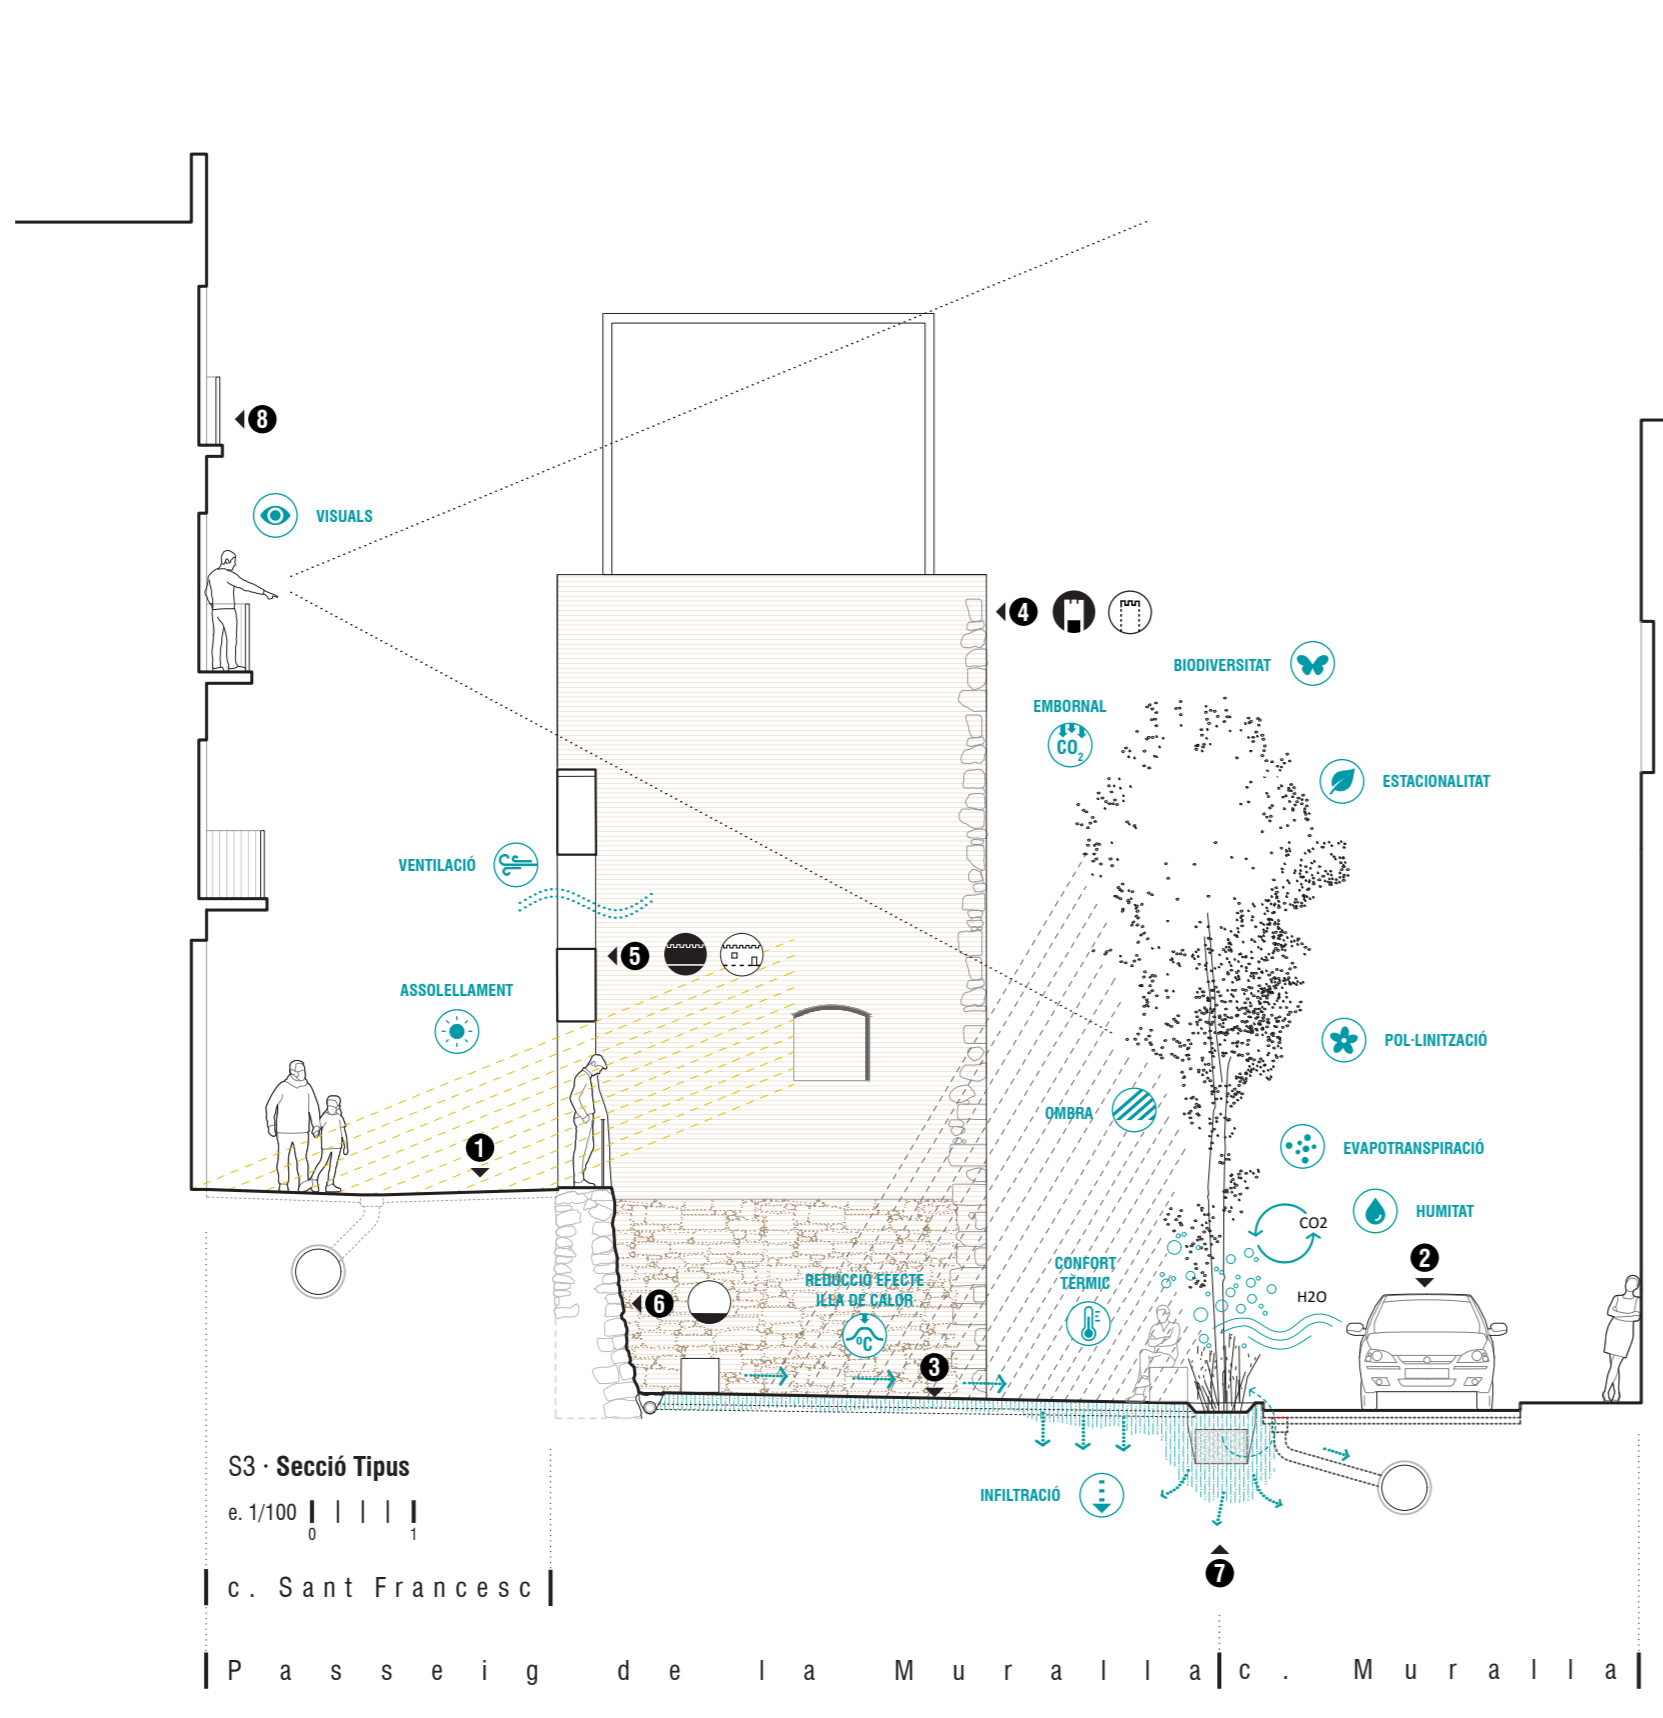 8
VISUALS
4
BIODIVERSITAT
EMBORNAL
CO2
ESTACIONALITAT
VENTILACIÓ
5
ASSOLELLAMENT
POL·LINITZACIÓ
OMBRA
1
EVAPOTRANSPIRACIÓ
HUMITAT
CO2
2
CONFORT
TÈRMIC
REDUCCIÓ EFECTE
ILLA DE CALOR
ºC
6
H2O
3
S3 · Secció Tipus
e. 1/100
0 1
INFILTRACIÓ
7
c. Sant Francesc
Passeig de la Muralla
c. Muralla